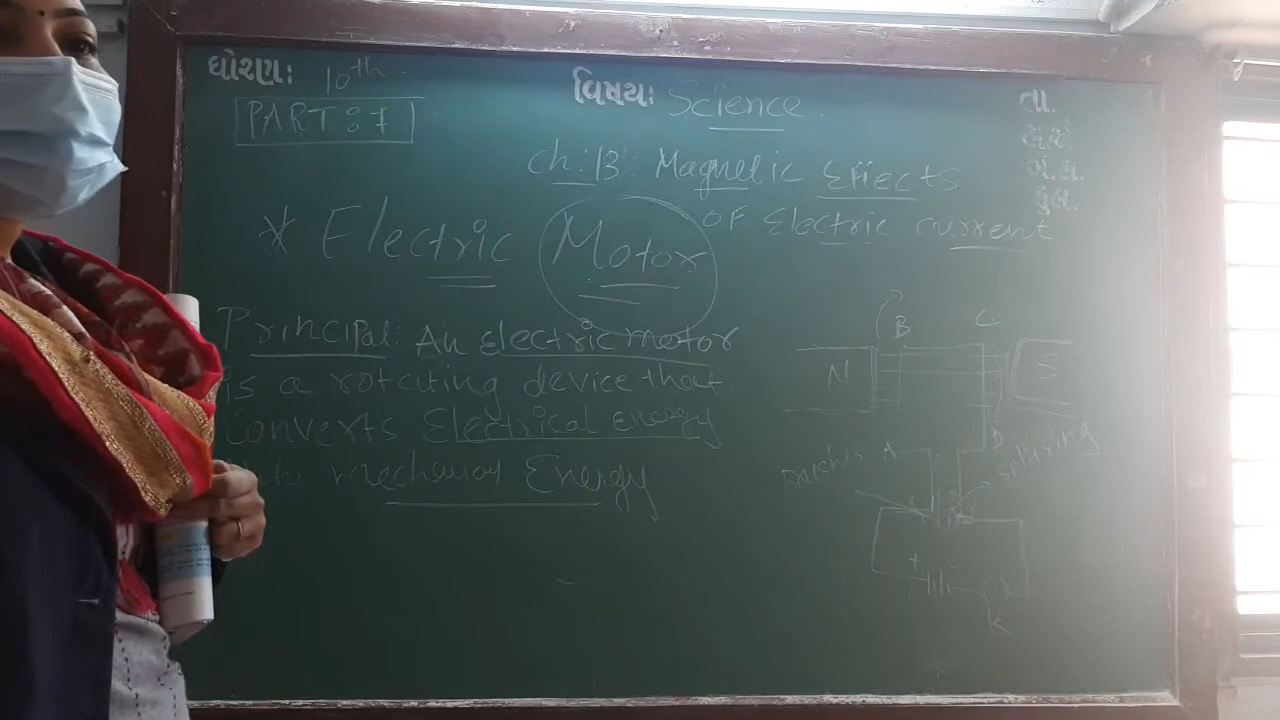 ધોરણ: 10th
PART: 7
વિષય: Science
તા.
Ch: 13: Magnetic Effects
OF Electric current
* Electric Motor
Principal: An electric motor
is a rotating device that
Converts Electrical energy
Energy
B C
N S
A D
splitring
+ -
K